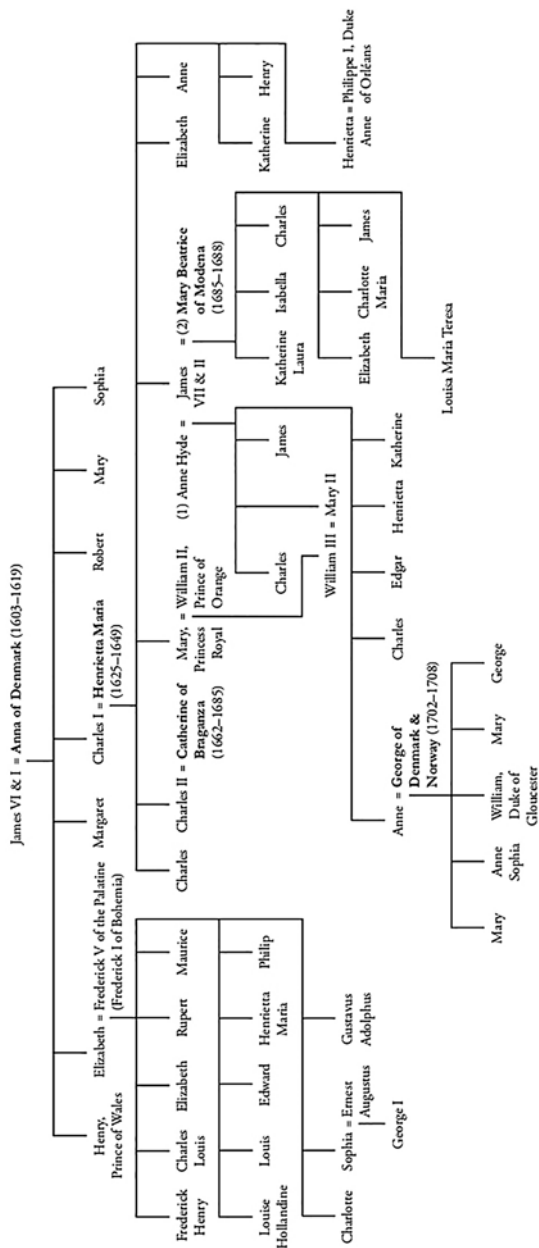 James VI & I = Anna of Denmark (1603–1619)
Henry,
Prince of Wales
Elizabeth = Frederick V of the Palatine
(Frederick I of Bohemia)
Margaret
Charles I = Henrietta Maria
(1625–1649)
Robert
Mary
Sophia
Frederick
Henry
Charles
Louis
Elizabeth
Rupert
Maurice
Louise
Hollandine
Louis
Edward
Henrietta
Maria
Philip
Charlotte
Sophia = Ernest
Augustus
Gustavus
Adolphus
George I
Charles
Charles II = Catherine of
Braganza
(1662–1685)
Mary, = William II,
Princess Prince of
Royal Orange
(1) Anne Hyde = James = (2) Mary Beatrice
VII & II of Modena
(1685–1688)
Elizabeth
Anne
Katherine
Henry
Henrietta = Philippe I, Duke
Anne of Orléans
Charles
James
William III = Mary II
Anne = George of
Denmark &
Norway (1702–1708)
Charles
Edgar
Henrietta
Katherine
Mary
Anne
Sophia
William,
Duke of
Gloucester
Mary
George
Katherine
Laura
Isabella
Charles
Elizabeth
Charlotte
Maria
James
Louisa Maria Teresa